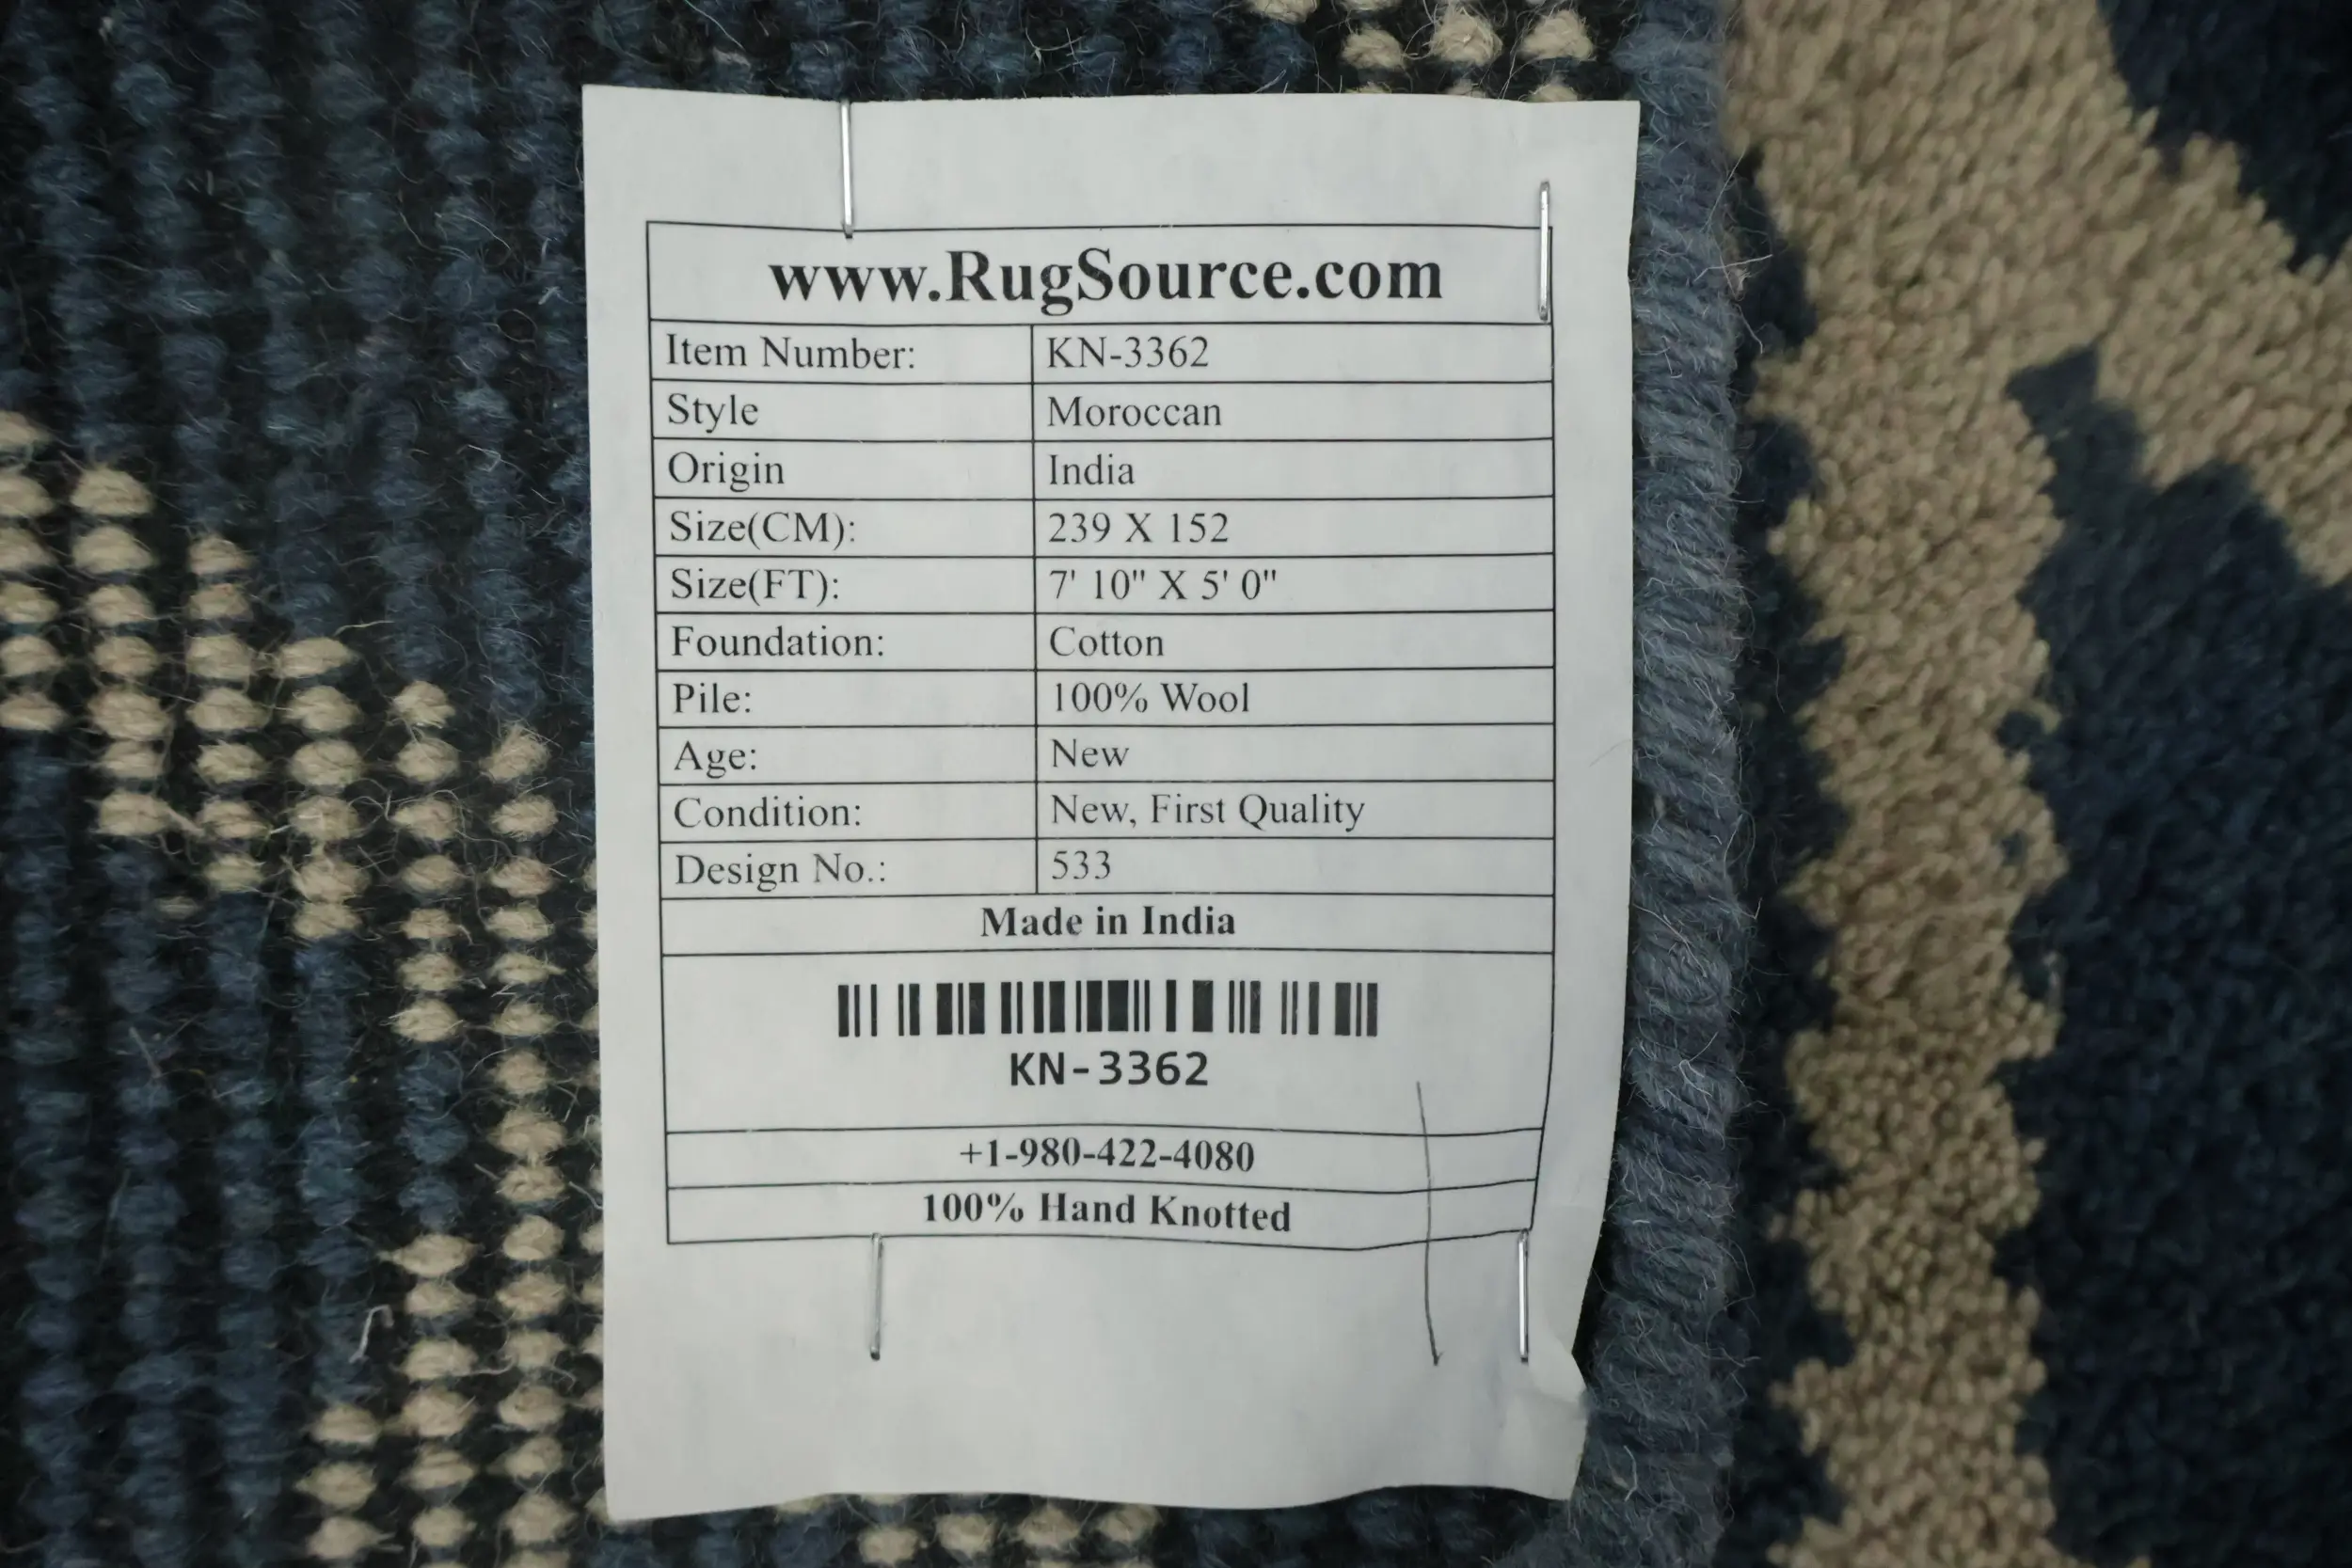 www.RugSource.com
Item Number: KN-3362
Style Moroccan
Origin India
Size(CM): 239 X 152
Size(FT): 7' 10" X 5' 0"
Foundation: Cotton
Pile: 100% Wool
Age: New
Condition: New, First Quality
Design No.: 533
Made in India
KN-3362
+1-980-422-4080
100% Hand Knotted